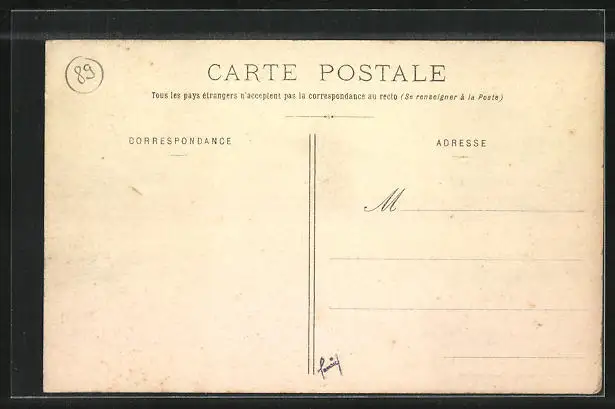 89
CARTE POSTALE
Tous les pays étrangers n'acceptent pas la correspondance au recto (Se renseigner à la Poste)
CORRESPONDANCE
ADRESSE
M